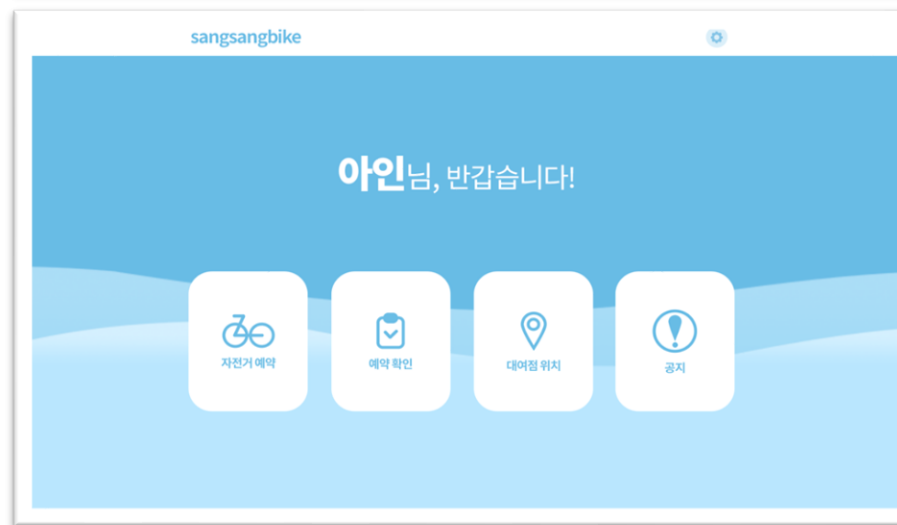 sangsangbike
아인님, 반갑습니다!
자전거 예약
예약 확인
대여점 위치
공지